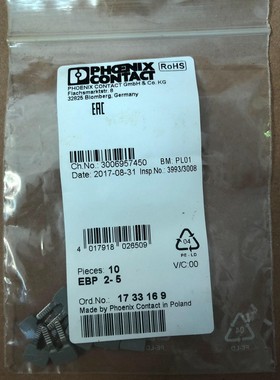 PHOENIX
CONTACT
RoHS
PHOENIX CONTACT GmbH & Co. KG
Flachsmarktstr. 8
32825 Blomberg, Germany
EAC
Ch.No.: 3006957450 BM: PL01
Date: 2017-08-31 Insp.No.: 3993/3008
4 017918 026509
04
PE-LD
Pieces: 10 V/C:00
EBP 2- 5
Ord.No.: 17 33 16 9
Made by Phoenix Contact in Poland